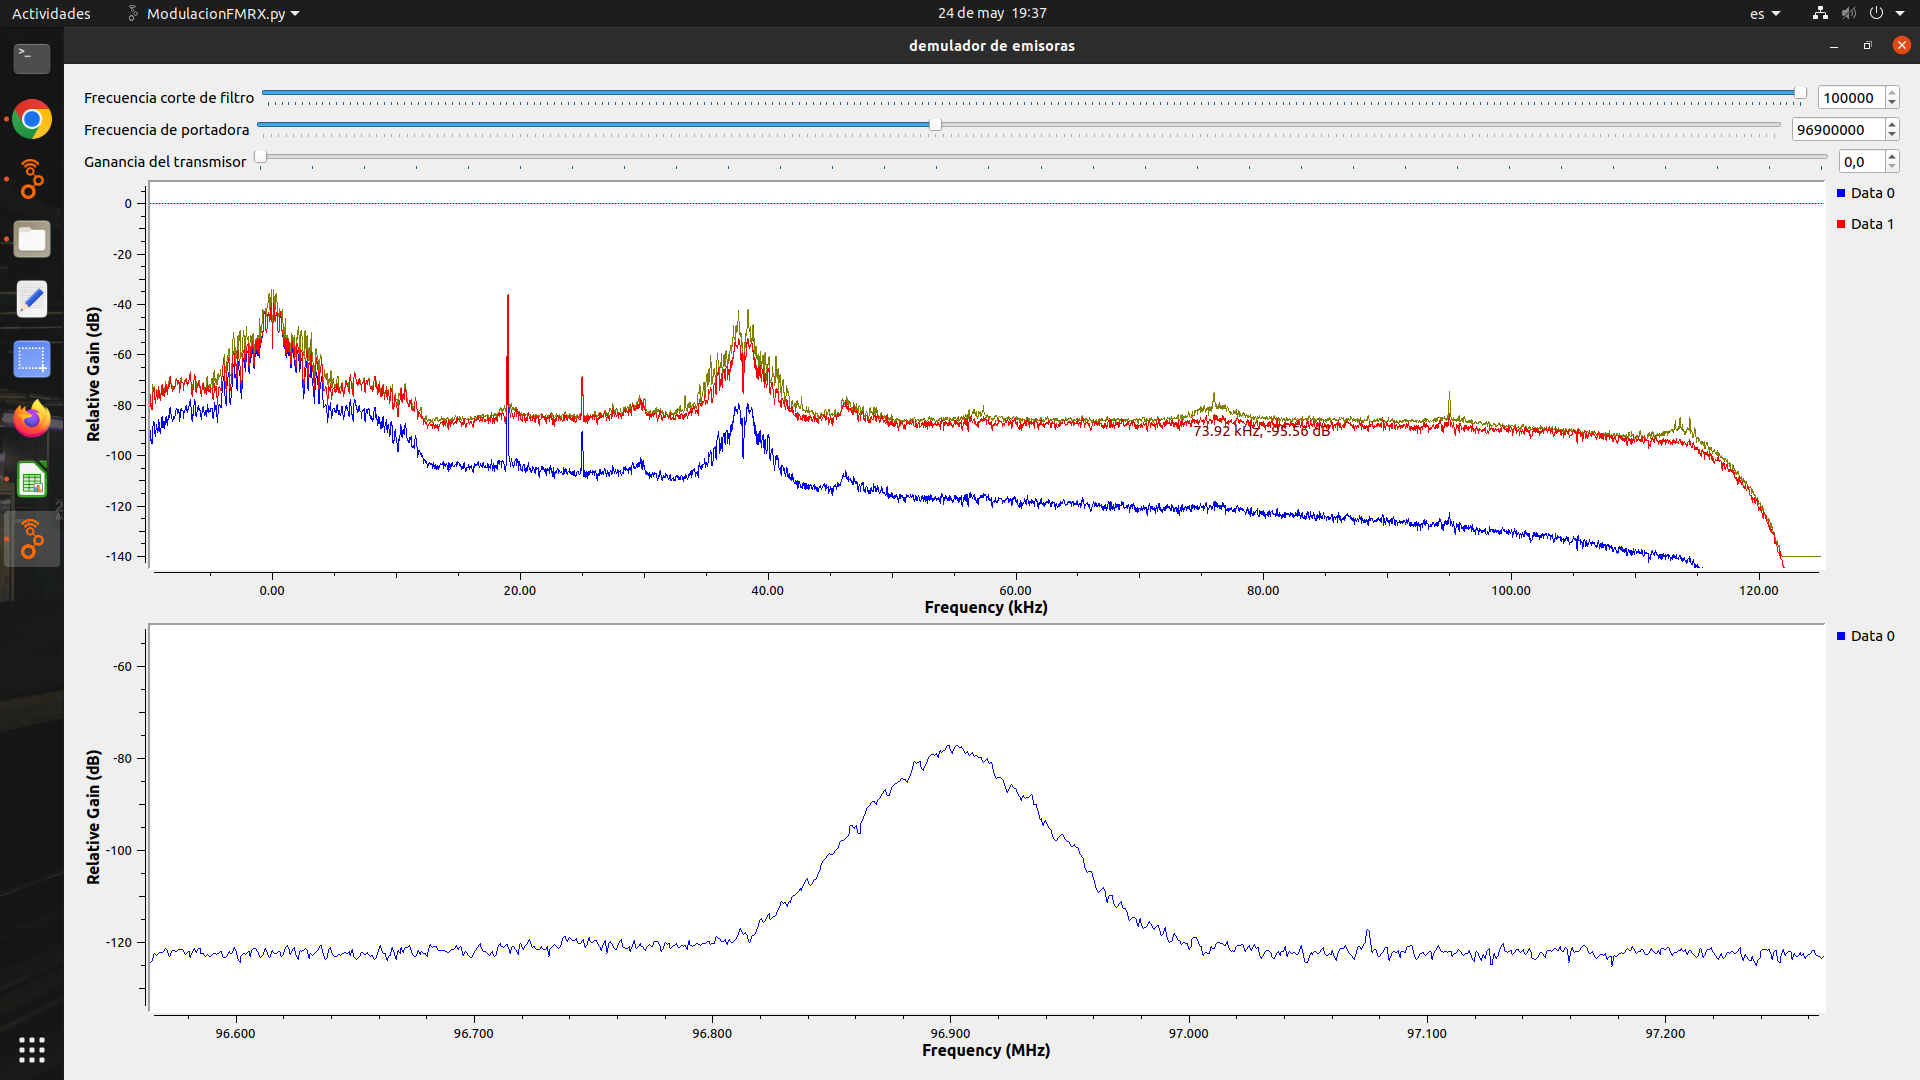 Actividades ModulacionFMRX.py 24 de may 19:37 es
demulador de emisoras
Frecuencia corte de filtro 100000
Frecuencia de portadora 96900000
Ganancia del transmisor 0,0
Relative Gain (dB)
0
-20
-40
-60
-80
-100
-120
-140
73.92 kHz, -95.56 dB
Data 0
Data 1
0.00 20.00 40.00 60.00 80.00 100.00 120.00
Frequency (kHz)
Relative Gain (dB)
-60
-80
-100
-120
Data 0
96.600 96.700 96.800 96.900 97.000 97.100 97.200
Frequency (MHz)